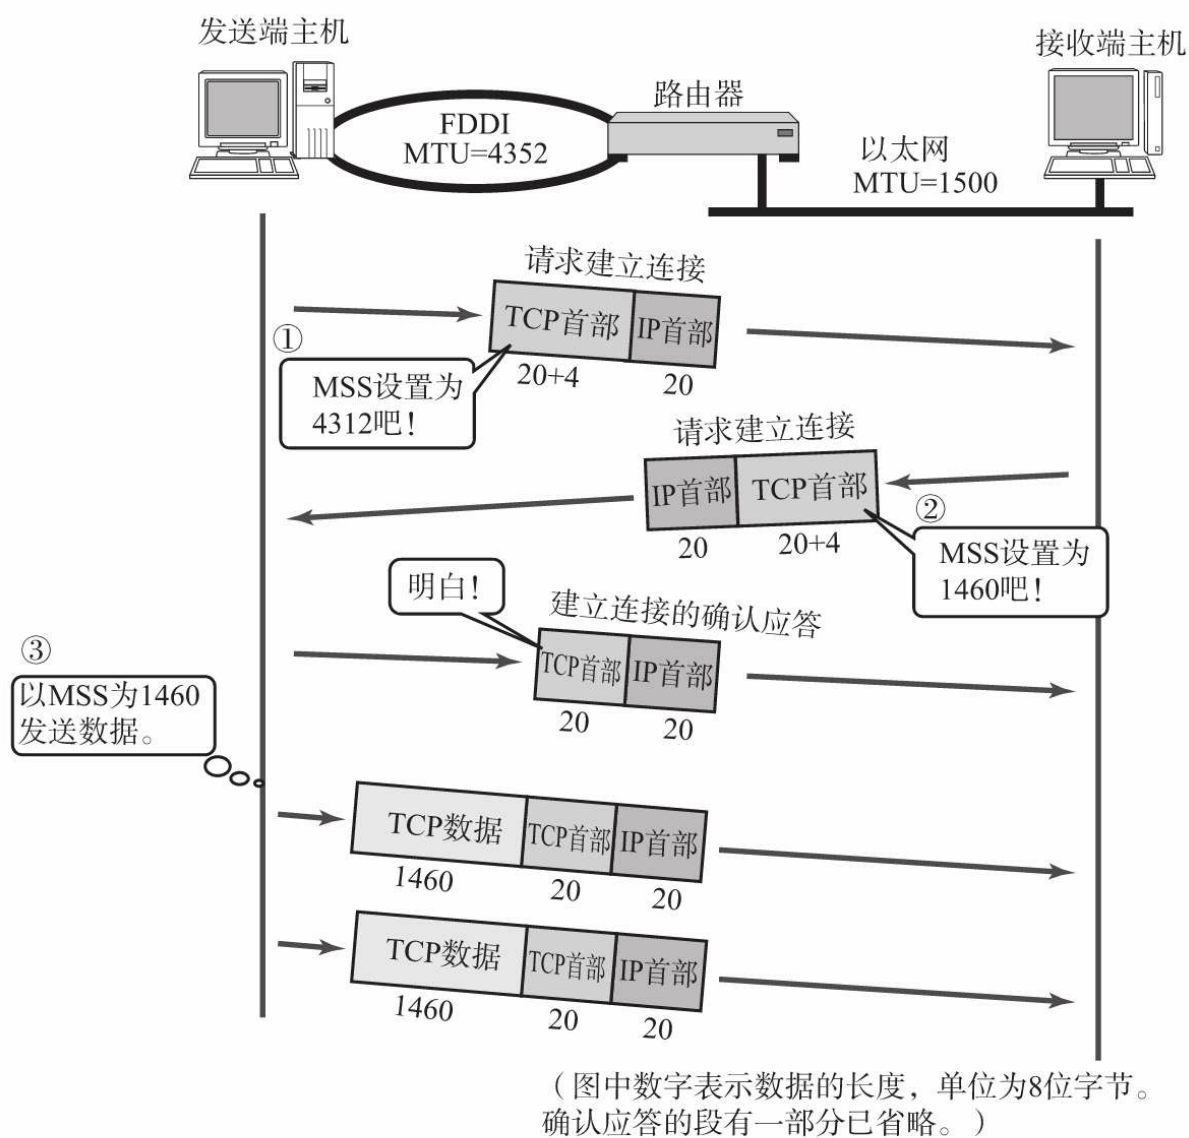 发送端主机
接收端主机
路由器
FDDI
MTU=4352
以太网
MTU=1500
请求建立连接
TCP首部 IP首部
20+4 20
①
MSS设置为
4312吧！
请求建立连接
IP首部 TCP首部
20 20+4
②
MSS设置为
1460吧！
明白！
建立连接的确认应答
TCP首部 IP首部
20 20
③
以MSS为1460
发送数据。
TCP数据 TCP首部 IP首部
1460 20 20
TCP数据 TCP首部 IP首部
1460 20 20
（图中数字表示数据的长度，单位为8位字节。
确认应答的段有一部分已省略。）